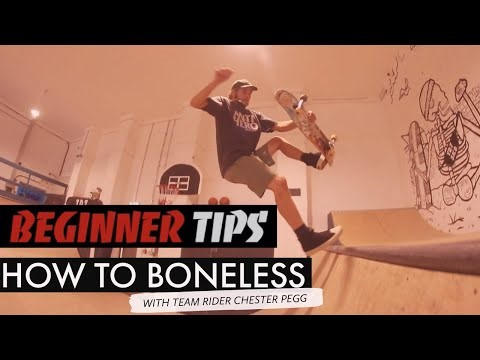 BEGINNER TIPS
HOW TO BONELESS
WITH TEAM RIDER CHESTER PEGG